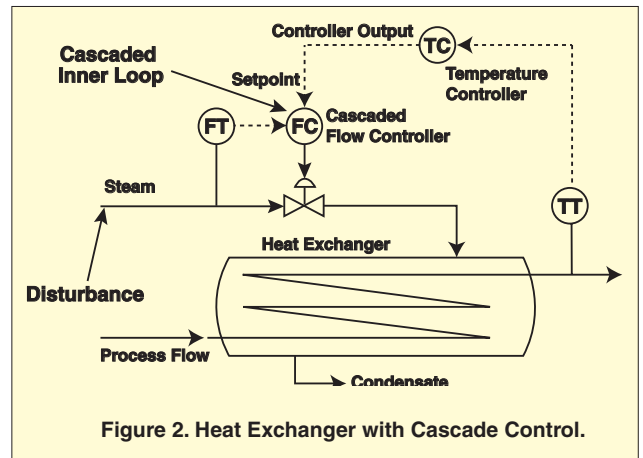 Controller Output
TC
Cascaded
Inner Loop
Setpoint
Temperature
Controller
FT
FC
Cascaded
Flow Controller
Steam
TT
Heat Exchanger
Disturbance
Process Flow
Condensate
Figure 2. Heat Exchanger with Cascade Control.